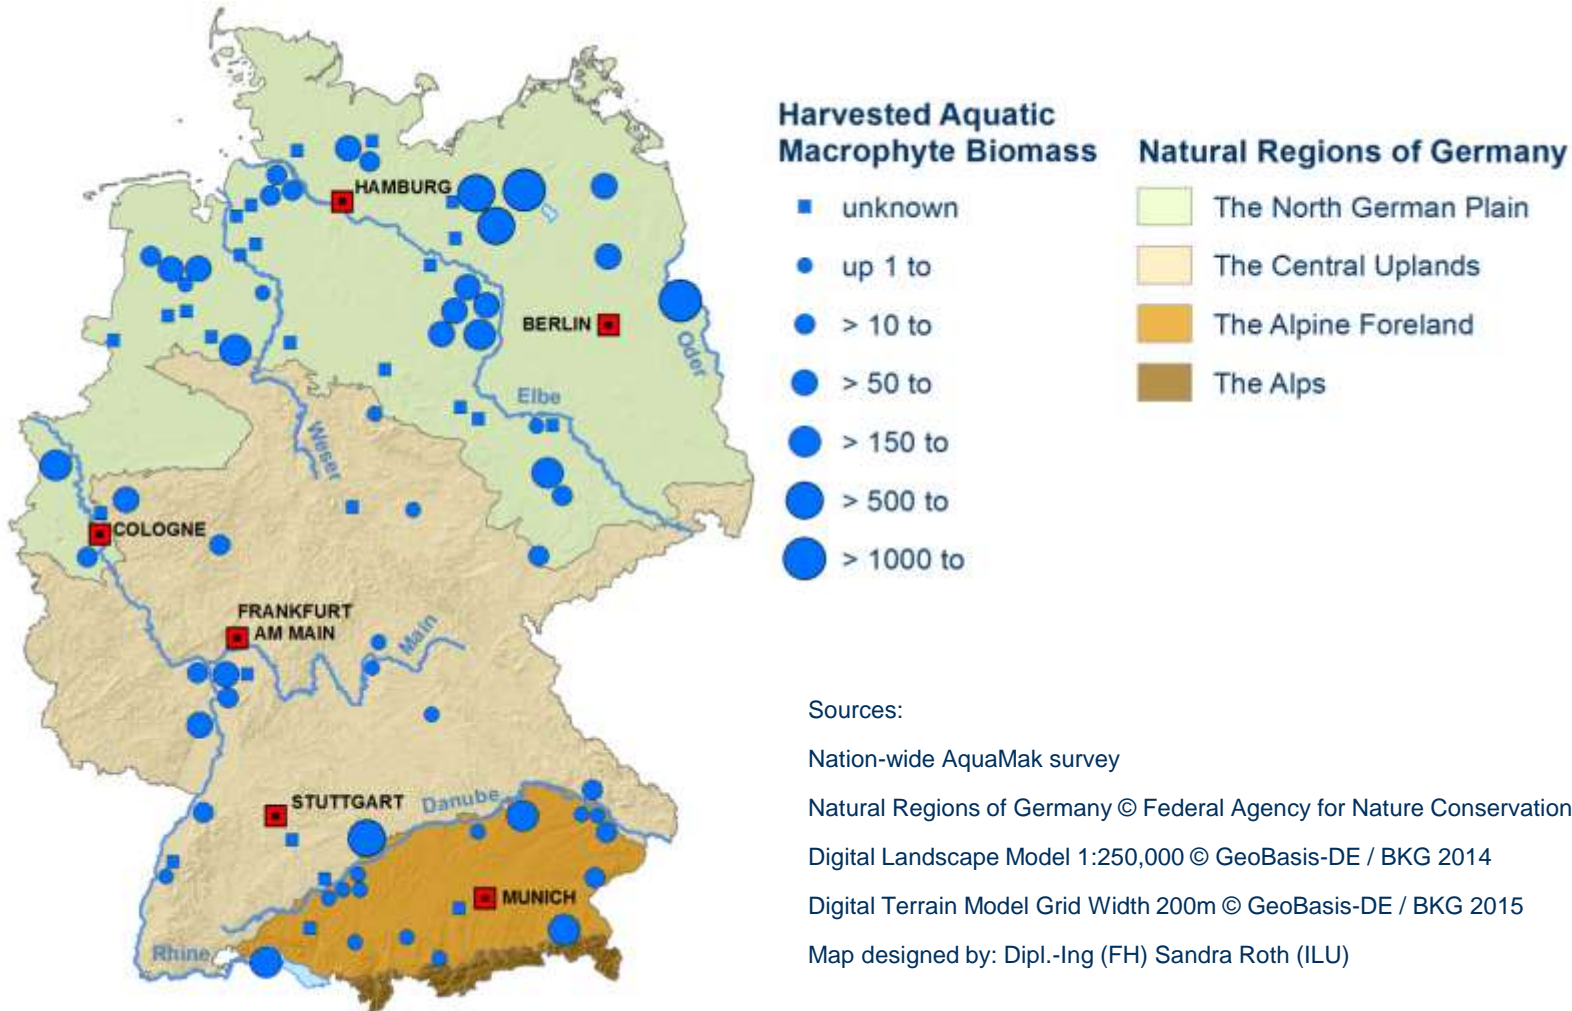 HAMBURG
BERLIN
Oder
Elbe
Weser
COLOGNE
FRANKFURT
AM MAIN
Main
STUTTGART
Danube
MUNICH
Rhine
Harvested Aquatic
Macrophyte Biomass
unknown
up 1 to
> 10 to
> 50 to
> 150 to
> 500 to
> 1000 to
Natural Regions of Germany
The North German Plain
The Central Uplands
The Alpine Foreland
The Alps
Sources:
Nation-wide AquaMak survey
Natural Regions of Germany © Federal Agency for Nature Conservation
Digital Landscape Model 1:250,000 © GeoBasis-DE / BKG 2014
Digital Terrain Model Grid Width 200m © GeoBasis-DE / BKG 2015
Map designed by: Dipl.-Ing (FH) Sandra Roth (ILU)